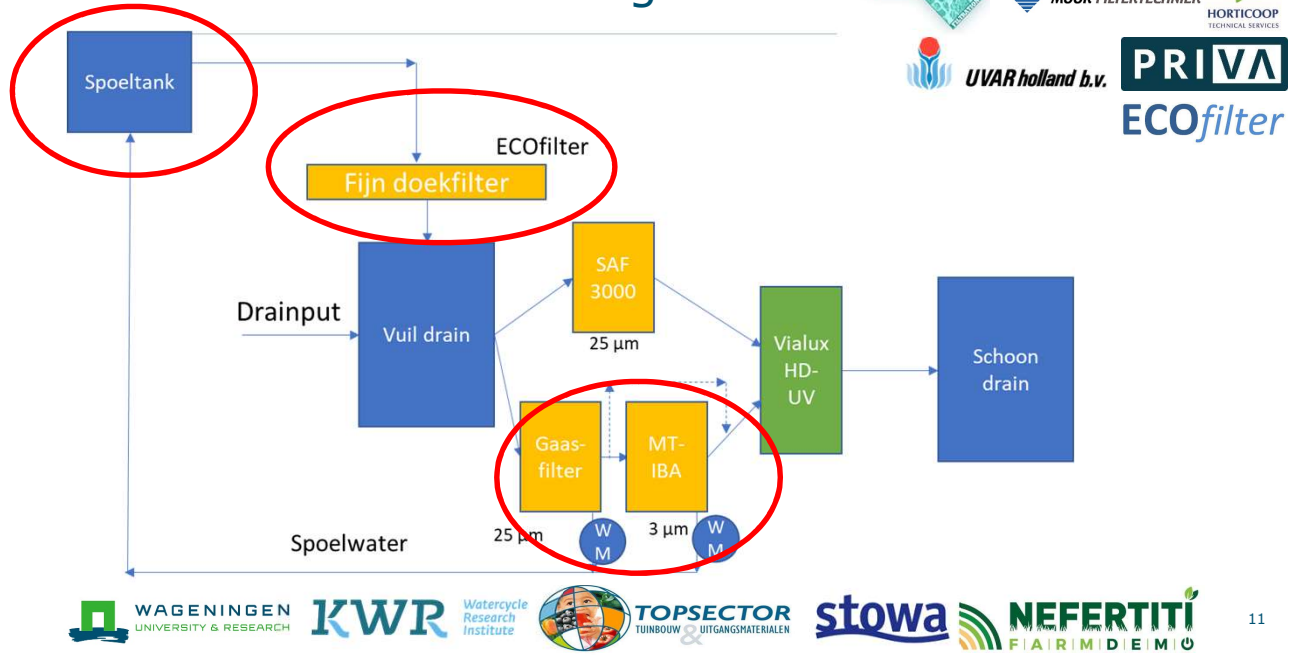 HORTICOOP
TECHNICAL SERVICES
UVAR holland b.v.
PRIVA
ECOfilter
Spoeltank
ECOfilter
Fijn doekfilter
SAF
3000
25 µm
Drainput
Vuil drain
Vialux
HD-
UV
Schoon
drain
Gaas-
filter
MT-
IBA
25 µm
W
M
3 µm
W
M
Spoelwater
WAGENINGEN
UNIVERSITY & RESEARCH
KWR
Watercycle
Research
Institute
TOPSECTOR
TUINBOUW & UITGANGSMATERIALEN
stowa
NEFERTITI
FARMDEMO
11